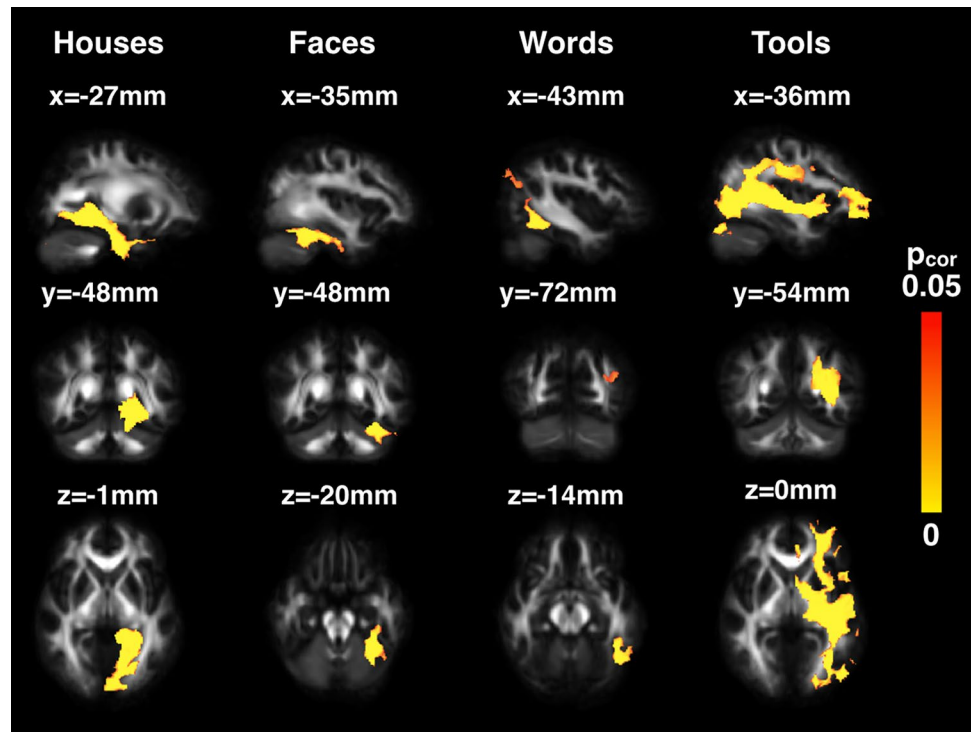 Houses Faces Words Tools
x=-27mm x=-35mm x=-43mm x=-36mm
y=-48mm y=-48mm y=-72mm y=-54mm
z=-1mm z=-20mm z=-14mm z=0mm
pcor
0.05
0